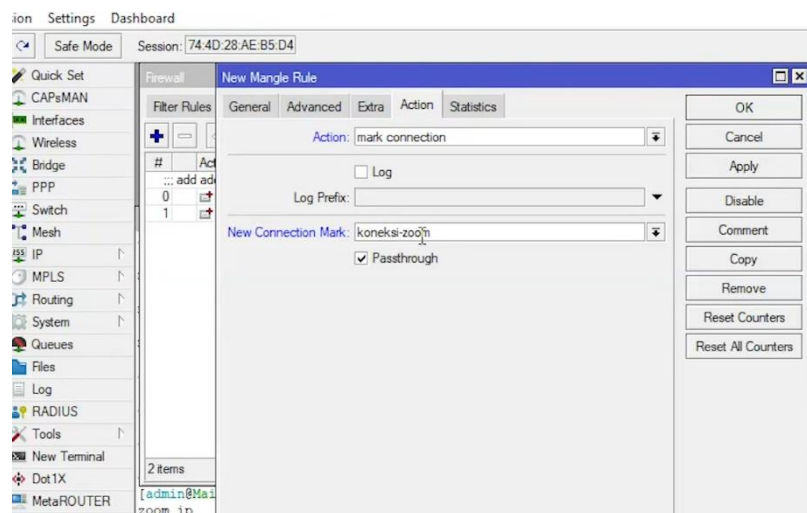 ion Settings Dashboard
Safe Mode Session: 74:4D:28:AE:B5:D4
Quick Set
CAPsMAN
Interfaces
Wireless
Bridge
PPP
Switch
Mesh
IP
MPLS
Routing
System
Queues
Files
Log
RADIUS
Tools
New Terminal
Dot1X
MetaROUTER
Firewall
Filter Rules
# Act
::: add add
0
1
2 items
[admin@Mai
zoom in
New Mangle Rule
General Advanced Extra Action Statistics
Action: mark connection
Log
Log Prefix:
New Connection Mark: koneksi-zoom
Passthrough
OK
Cancel
Apply
Disable
Comment
Copy
Remove
Reset Counters
Reset All Counters